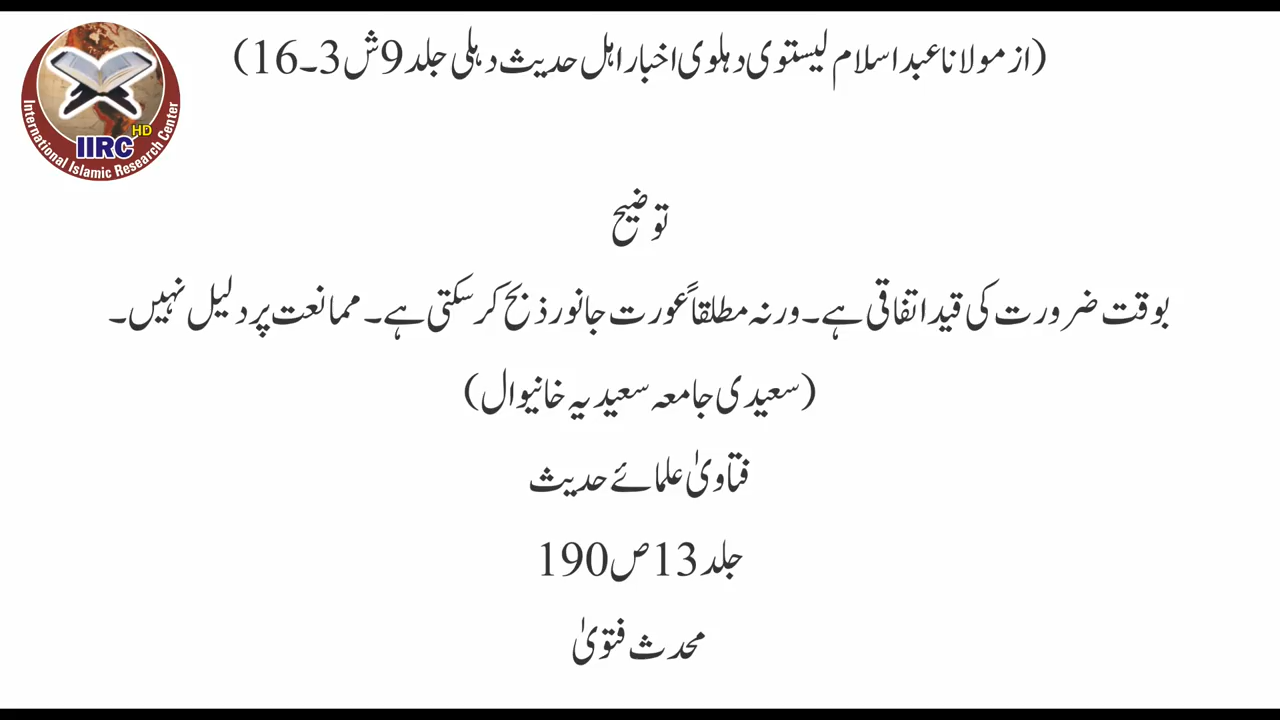 (از مولانا عبداسلام لیستوی دہلوی اخبار اہل حدیث دہلی جلد 9 ش 3۔16)
توضیح
بوقت ضرورت کی قید اتفاقی ہے۔ ورنہ مطلقاً عورت جانور ذبح کر سکتی ہے۔ ممانعت پر دلیل نہیں۔
(سعیدی جامعہ سعیدیہ خانیوال)
فتاویٰ علمائے حدیث
جلد 13 ص 190
محدث فتویٰ
IIRC HD
International Islamic Research Center